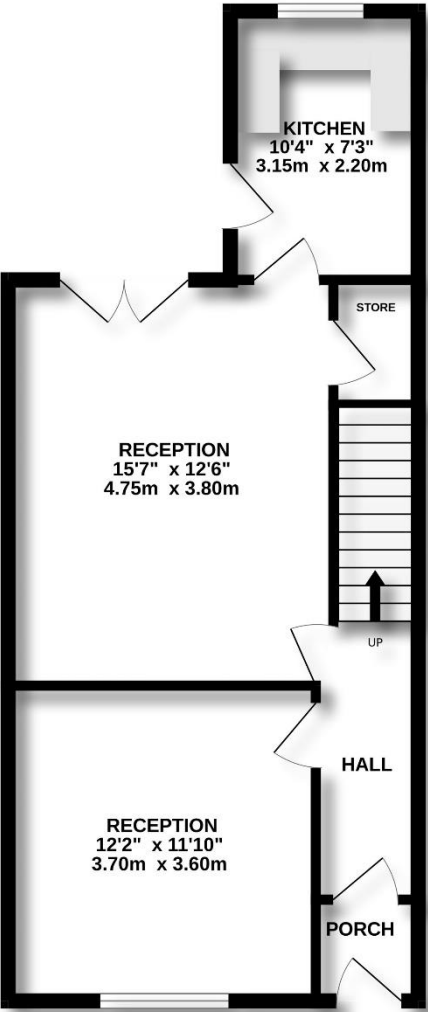 KITCHEN
10'4" x 7'3"
3.15m x 2.20m
STORE
RECEPTION
15'7" x 12'6"
4.75m x 3.80m
UP
HALL
RECEPTION
12'2" x 11'10"
3.70m x 3.60m
PORCH